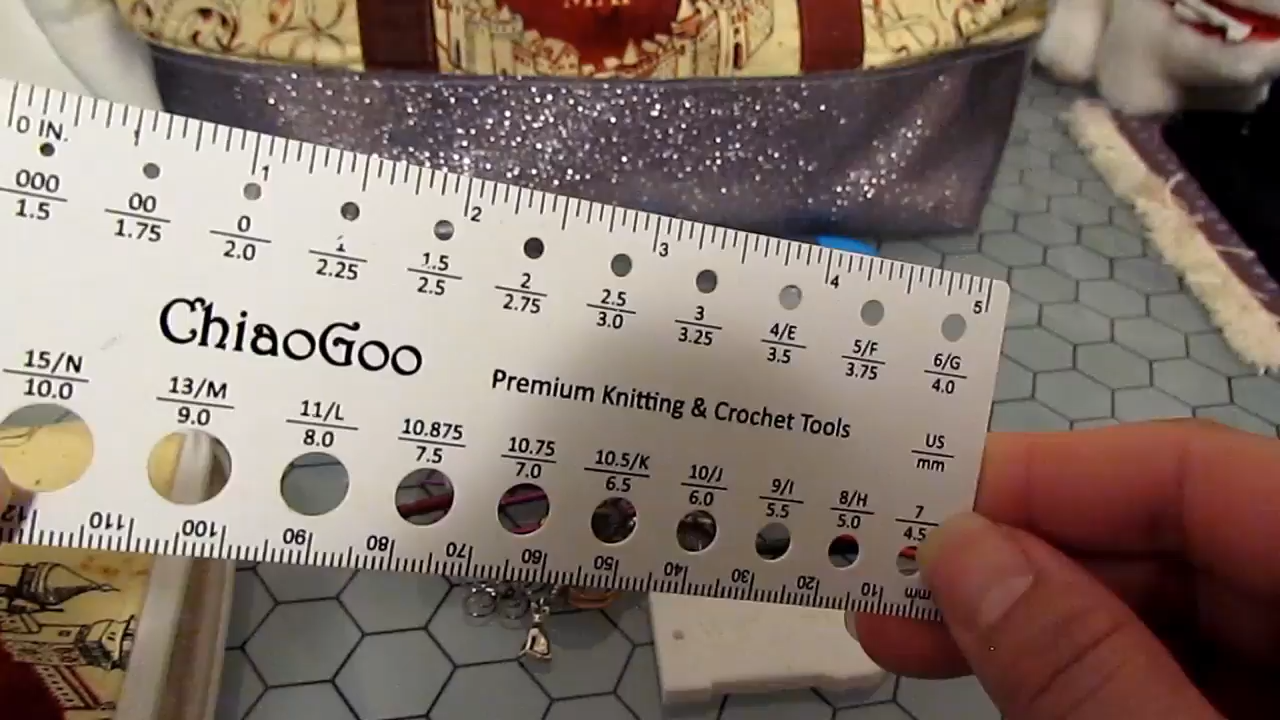 0 IN. 1 2 3 4 5
000 00 0 1 1.5 2 2.5 3 4/E 5/F 6/G
1.5 1.75 2.0 2.25 2.5 2.75 3.0 3.25 3.5 3.75 4.0
ChiaoGoo
Premium Knitting & Crochet Tools
US
mm
15/N 13/M 11/L 10.875 10.75 10.5/K 10/J 9/I 8/H 7
10.0 9.0 8.0 7.5 7.0 6.5 6.0 5.5 5.0 4.5
110 100 90 80 70 60 50 40 30 20 10 mm